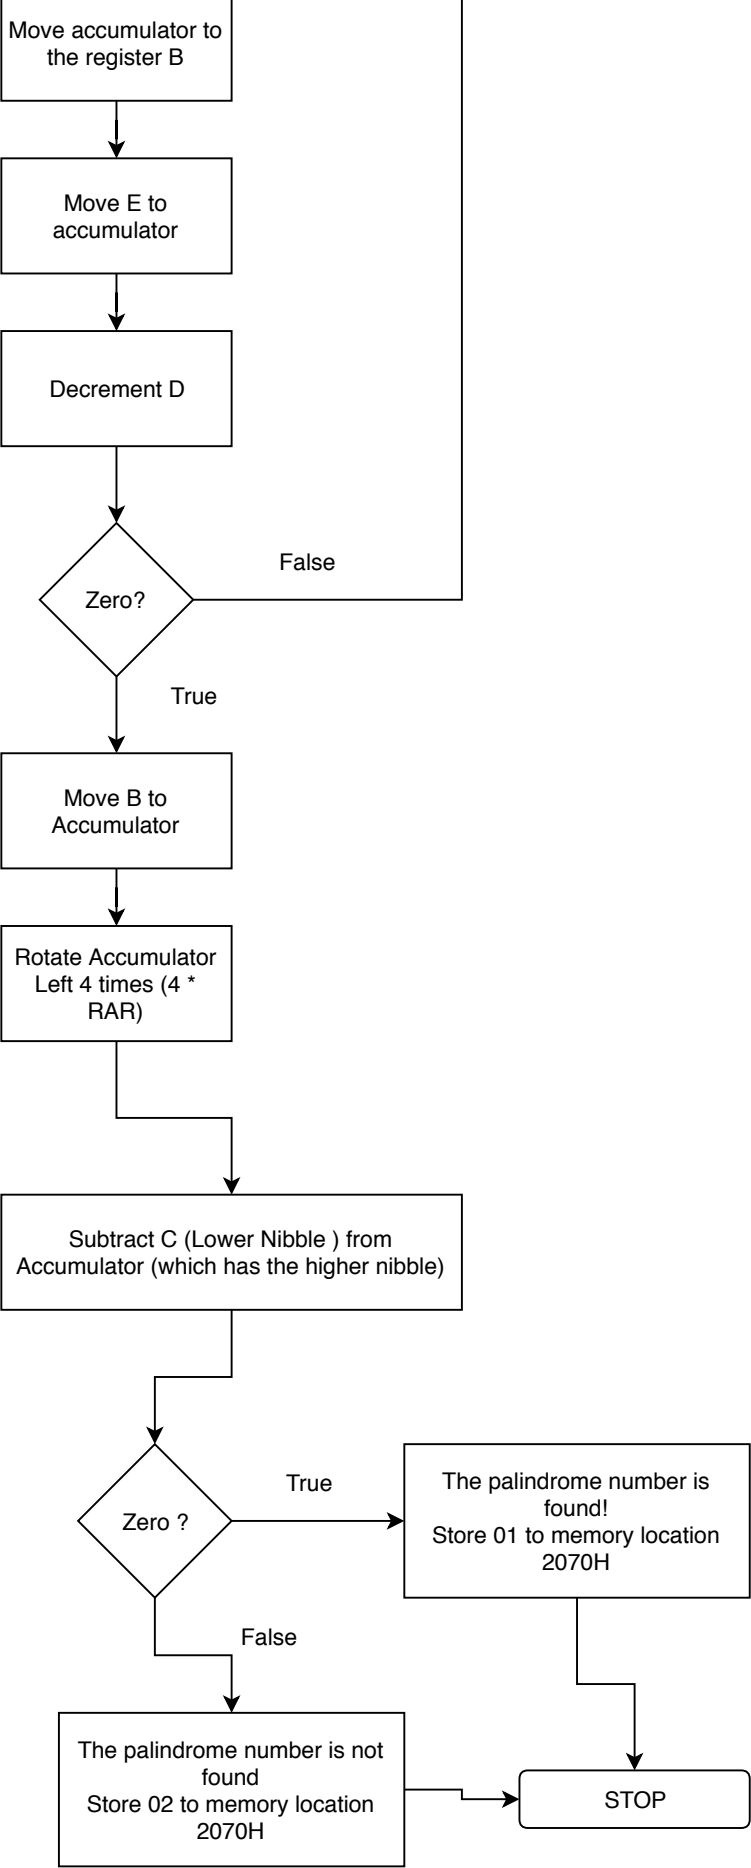 Move accumulator to
the register B
Move E to
accumulator
Decrement D
False
Zero?
True
Move B to
Accumulator
Rotate Accumulator
Left 4 times (4 *
RAR)
Subtract C (Lower Nibble ) from
Accumulator (which has the higher nibble)
True
Zero ?
The palindrome number is
found!
Store 01 to memory location
2070H
False
The palindrome number is not
found
Store 02 to memory location
2070H
STOP